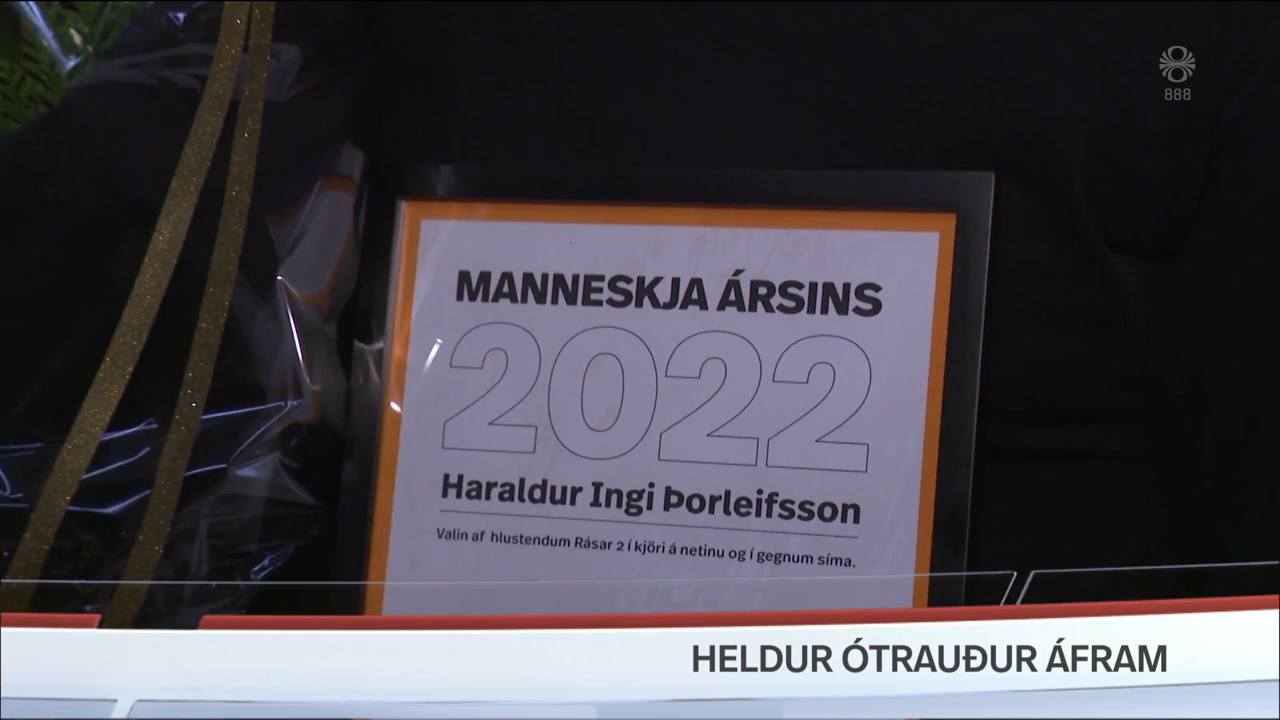 888
MANNESKJA ÁRSINS
2022
Haraldur Ingi Þorleifsson
Valin af hlustendum Rásar 2 í kjöri á netinu og í gegnum síma.
HELDUR ÓTRAUÐUR ÁFRAM